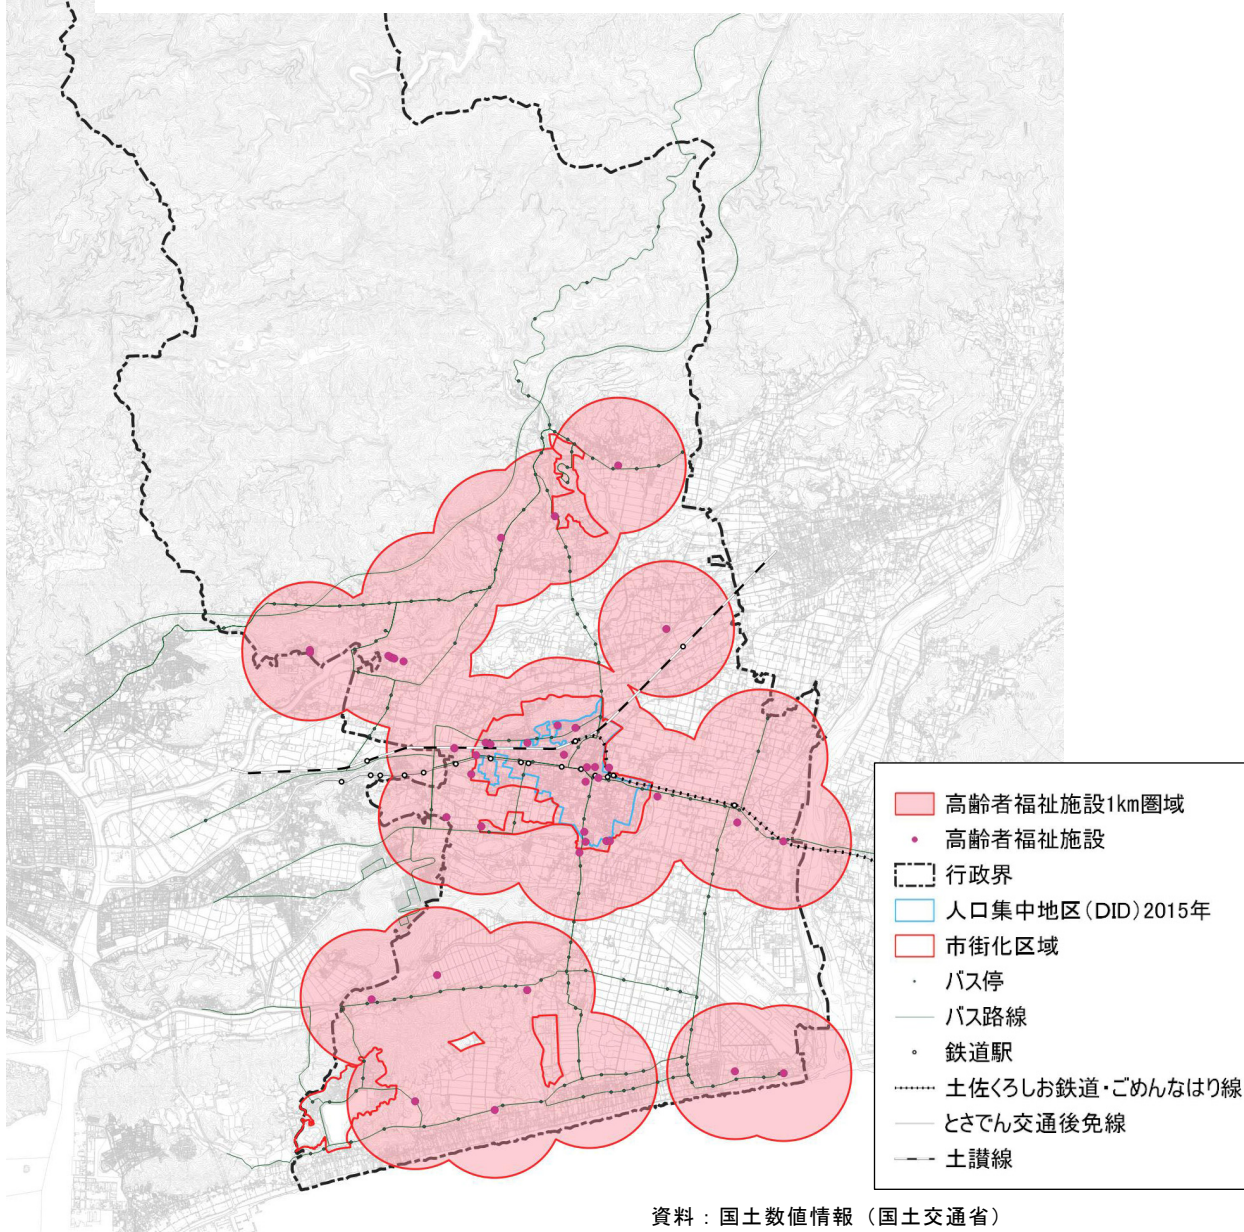 高齢者福祉施設1km圏域
高齢者福祉施設
行政界
人口集中地区(DID)2015年
市街化区域
バス停
バス路線
鉄道駅
土佐くろしお鉄道・ごめんなはり線
とさでん交通後免線
土讃線
資料：国土数値情報（国土交通省）